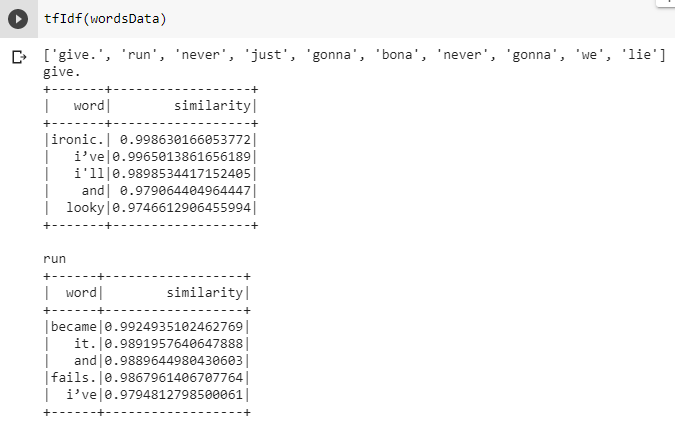 tfIdf(wordsData)
['give.', 'run', 'never', 'just', 'gonna', 'bona', 'never', 'gonna', 'we', 'lie']
give.
+-------+------------------+
|   word|        similarity|
+-------+------------------+
|ironic.| 0.998630166053772|
|   i’ve|0.9965013861656189|
|   i'll|0.9898534417152405|
|    and| 0.979064404964447|
|  looky|0.9746612906455994|
+-------+------------------+
run
+------+------------------+
|  word|        similarity|
+------+------------------+
|became|0.9924935102462769|
|   it.|0.9891957640647888|
|   and|0.9889644980430603|
|fails.|0.9867961406707764|
|  i’ve|0.9794812798500061|
+------+------------------+